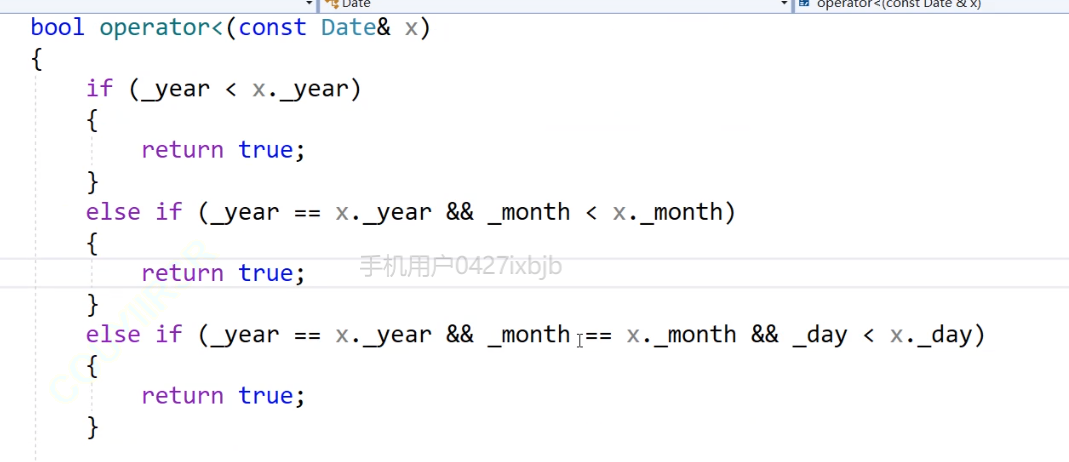 Date
operator<(const Date & x)
bool operator<(const Date& x)
{
if (_year < x._year)
{
return true;
}
else if (_year == x._year && _month < x._month)
{
return true;
手机用户0427ixbjb
}
else if (_year == x._year && _month == x._month && _day < x._day)
{
return true;
}